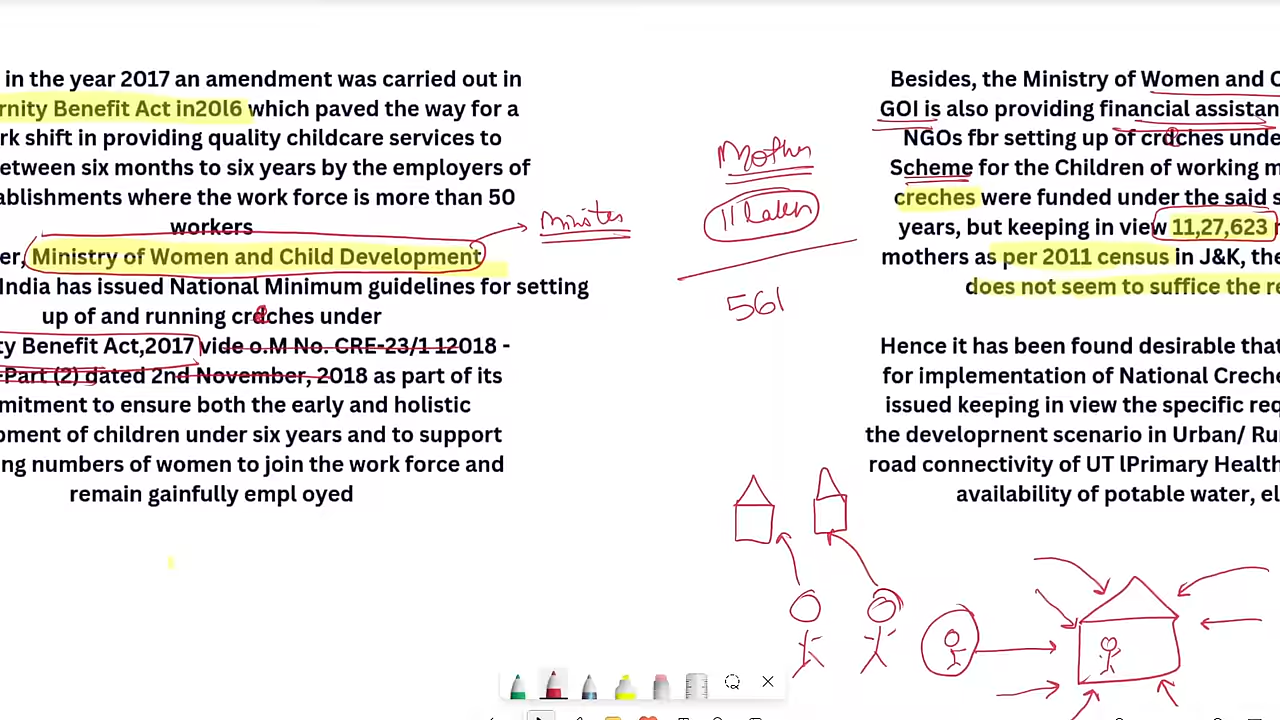 in the year 2017 an amendment was carried out in
rnity Benefit Act in20l6 which paved the way for a
rk shift in providing quality childcare services to
etween six months to six years by the employers of
ablishments where the work force is more than 50
workers
er, Ministry of Women and Child Development
India has issued National Minimum guidelines for setting
up of and running creches under
ty Benefit Act,2017 vide o.M No. CRE-23/1 12018 -
-Part (2) dated 2nd November, 2018 as part of its
mitment to ensure both the early and holistic
pment of children under six years and to support
ng numbers of women to join the work force and
remain gainfully empl oyed
Minister
Mother
11 lakh
561
Besides, the Ministry of Women and C
GOI is also providing financial assistan
NGOs fbr setting up of creches unde
Scheme for the Children of working m
creches were funded under the said s
years, but keeping in view 11,27,623
mothers as per 2011 census in J&K, the
does not seem to suffice the re
Hence it has been found desirable that
for implementation of National Creche
issued keeping in view the specific req
the developrnent scenario in Urban/ Ru
road connectivity of UT lPrimary Health
availability of potable water, el